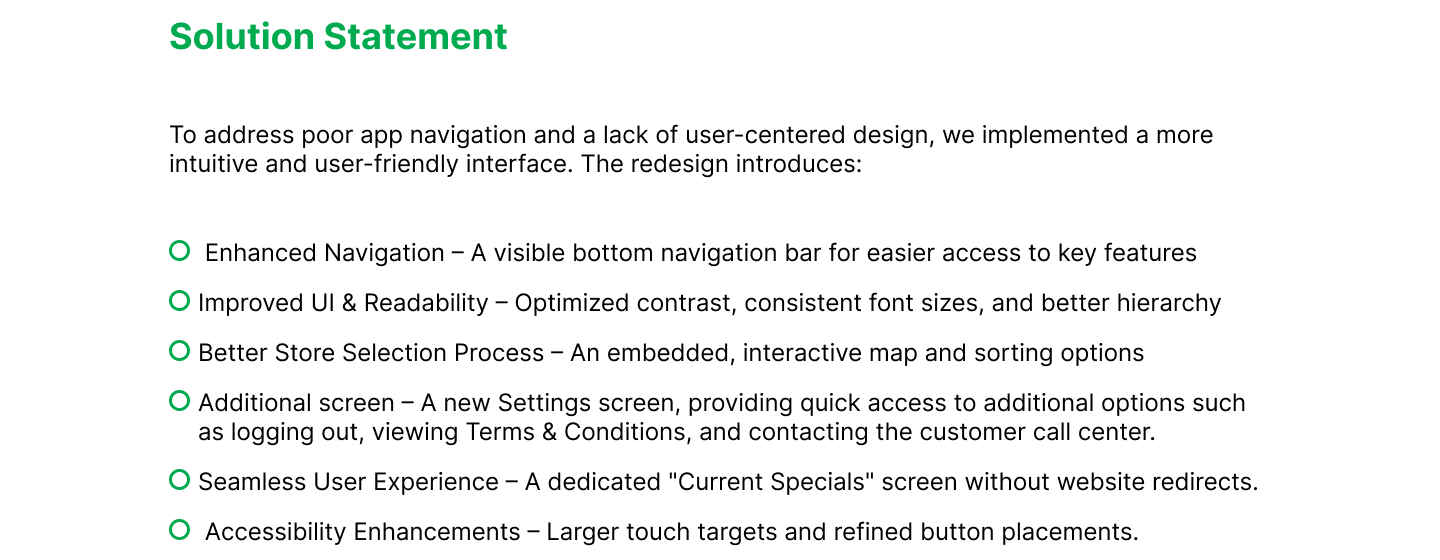 Solution Statement
To address poor app navigation and a lack of user-centered design, we implemented a more
intuitive and user-friendly interface. The redesign introduces:
Enhanced Navigation – A visible bottom navigation bar for easier access to key features
Improved UI & Readability – Optimized contrast, consistent font sizes, and better hierarchy
Better Store Selection Process – An embedded, interactive map and sorting options
Additional screen – A new Settings screen, providing quick access to additional options such
as logging out, viewing Terms & Conditions, and contacting the customer call center.
Seamless User Experience – A dedicated "Current Specials" screen without website redirects.
Accessibility Enhancements – Larger touch targets and refined button placements.